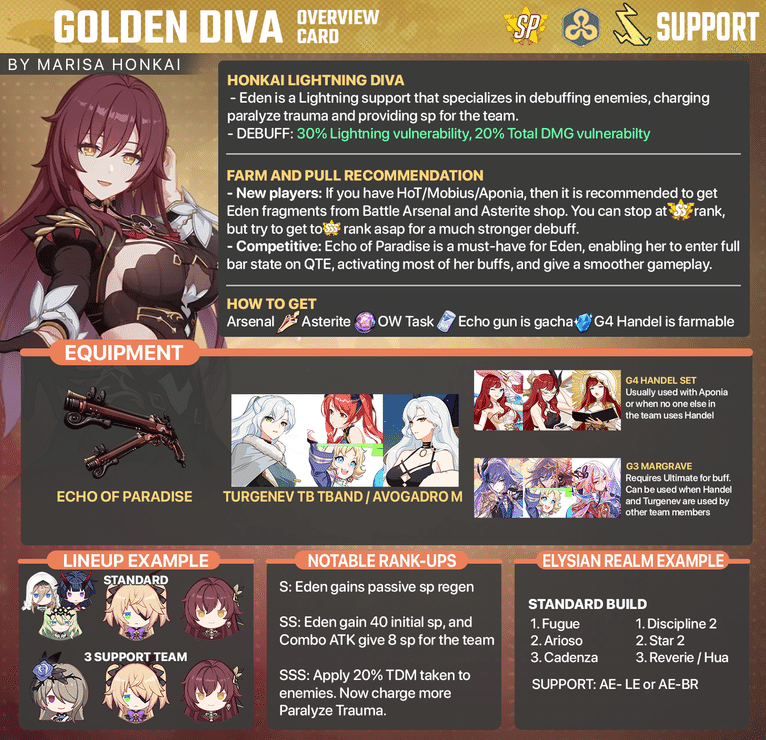 GOLDEN DIVA
OVERVIEW
CARD
SP
SUPPORT
BY MARISA HONKAI
HONKAI LIGHTNING DIVA
- Eden is a Lightning support that specializes in debuffing enemies, charging
paralyze trauma and providing sp for the team.
- DEBUFF: 30% Lightning vulnerability, 20% Total DMG vulnerabilty
FARM AND PULL RECOMMENDATION
- New players: If you have HoT/Mobius/Aponia, then it is recommended to get
Eden fragments from Battle Arsenal and Asterite shop. You can stop at SS rank,
but try to get to SSS rank asap for a much stronger debuff.
- Competitive: Echo of Paradise is a must-have for Eden, enabling her to enter full
bar state on QTE, activating most of her buffs, and give a smoother gameplay.
HOW TO GET
Arsenal Asterite OW Task Echo gun is gacha G4 Handel is farmable
EQUIPMENT
ECHO OF PARADISE
TURGENEV TB TBAND / AVOGADRO M
G4 HANDEL SET
Usually used with Aponia
or when no one else in
the team uses Handel
G3 MARGRAVE
Requires Ultimate for buff.
Can be used when Handel
and Turgenev are used by
other team members
LINEUP EXAMPLE
STANDARD
3 SUPPORT TEAM
NOTABLE RANK-UPS
S: Eden gains passive sp regen
SS: Eden gain 40 initial sp, and
Combo ATK give 8 sp for the team
SSS: Apply 20% TDM taken to
enemies. Now charge more
Paralyze Trauma.
ELYSIAN REALM EXAMPLE
STANDARD BUILD
1. Fugue
2. Arioso
3. Cadenza
1. Discipline 2
2. Star 2
3. Reverie / Hua
SUPPORT: AE- LE or AE-BR